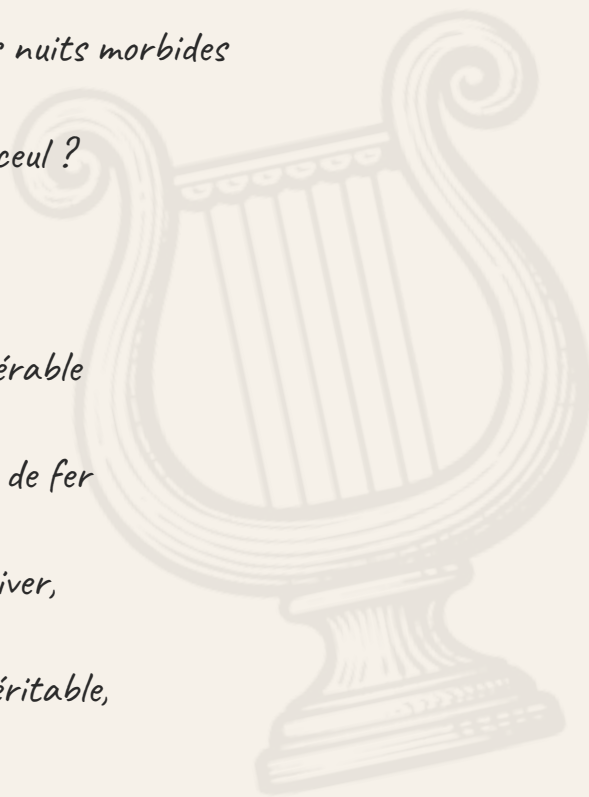 nuits morbides
ceul ?
érable
de fer
iver,
éritable,